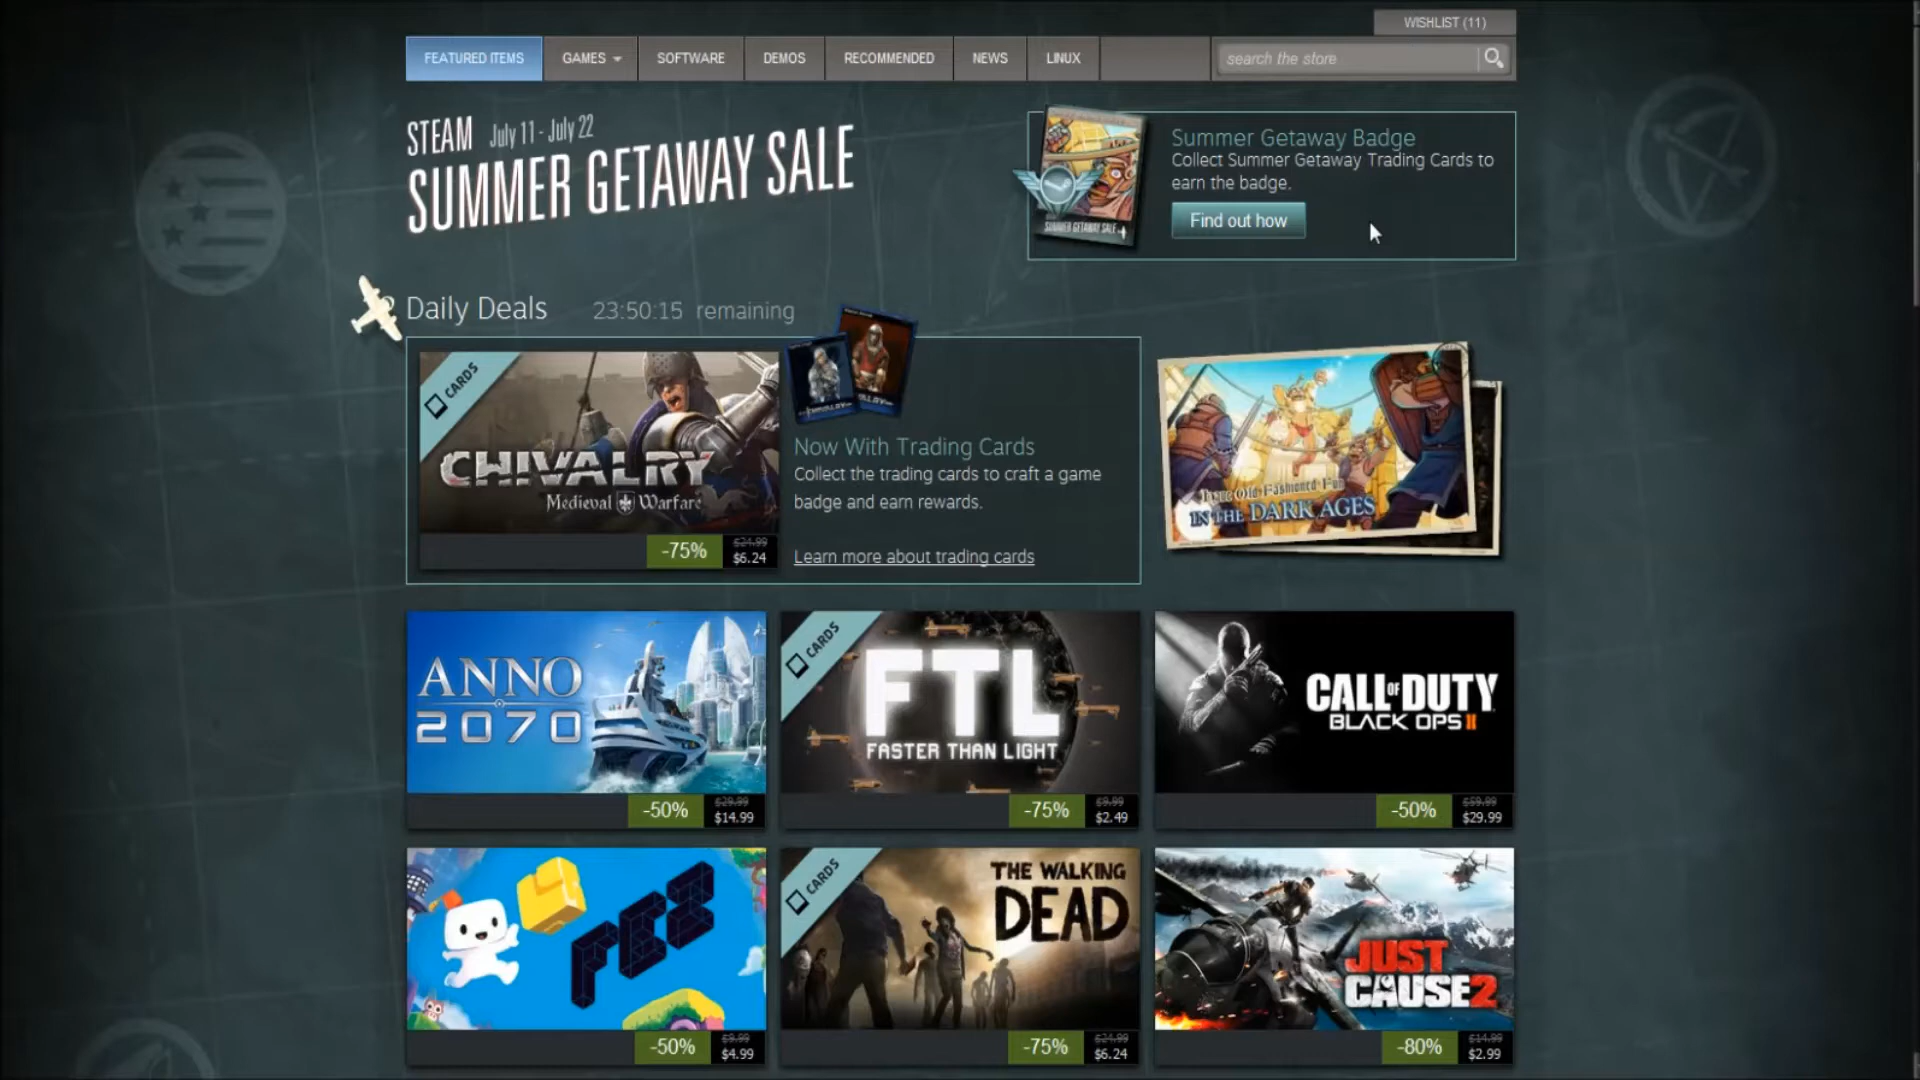 WISHLIST (11)
FEATURED ITEMS
GAMES
SOFTWARE
DEMOS
RECOMMENDED
NEWS
LINUX
search the store
STEAM July 11 - July 22
SUMMER GETAWAY SALE
Summer Getaway Badge
Collect Summer Getaway Trading Cards to
earn the badge.
Find out how
SUMMER GETAWAY SALE
Daily Deals 23:50:15 remaining
CARDS
CHIVALRY
Medieval Warfare
-75%
$24.99
$6.24
CHIVALRY
Now With Trading Cards
Collect the trading cards to craft a game
badge and earn rewards.
Learn more about trading cards
True Old-Fashioned Fun
IN THE DARK AGES
ANNO
2070
-50%
$29.99
$14.99
CARDS
FTL
FASTER THAN LIGHT
-75%
$9.99
$2.49
CALL OF DUTY
BLACK OPS II
-50%
$59.99
$29.99
FEZ
-50%
$9.99
$4.99
CARDS
THE WALKING
DEAD
-75%
$24.99
$6.24
JUST
CAUSE 2
-80%
$14.99
$2.99